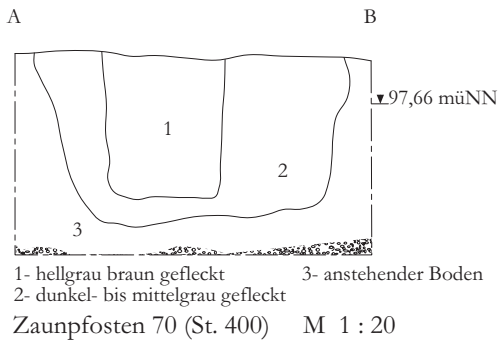 A B
97,66 müNN
1
2
3
1- hellgrau braun gefleckt 3- anstehender Boden
2- dunkel- bis mittelgrau gefleckt
Zaunpfosten 70 (St. 400) M 1 : 20